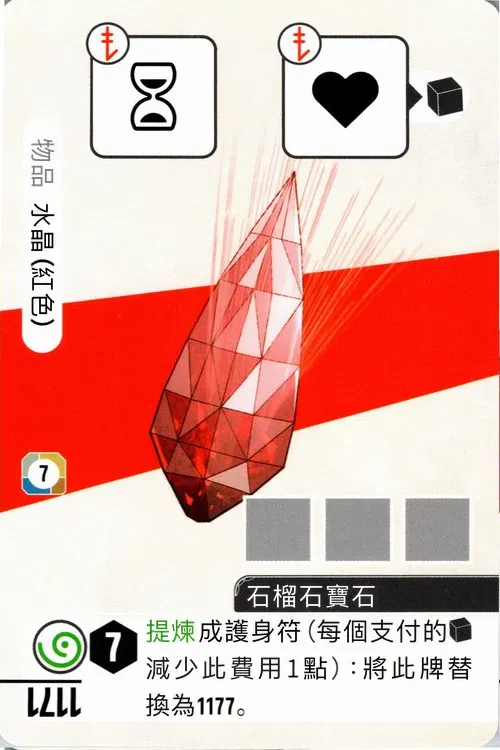 物品 水晶(紅色)
7
石榴石寶石
7
提煉成護身符(每個支付的
減少此費用1點):將此牌替
換為1177。
1171